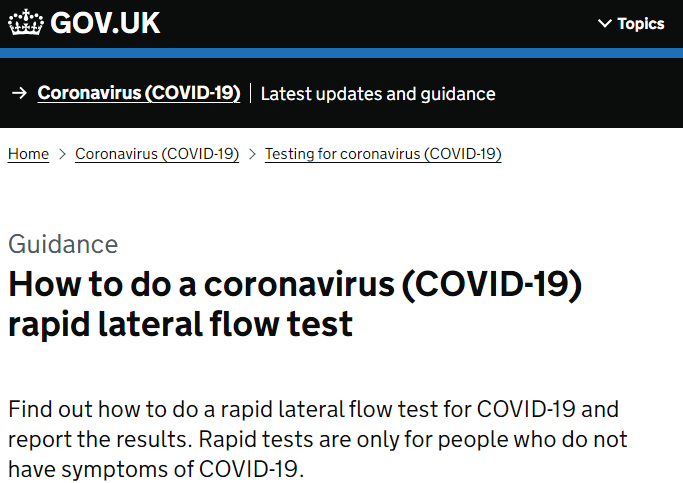 GOV.UK
Topics
→ Coronavirus (COVID-19) | Latest updates and guidance
Home > Coronavirus (COVID-19) > Testing for coronavirus (COVID-19)
Guidance
How to do a coronavirus (COVID-19)
rapid lateral flow test
Find out how to do a rapid lateral flow test for COVID-19 and
report the results. Rapid tests are only for people who do not
have symptoms of COVID-19.